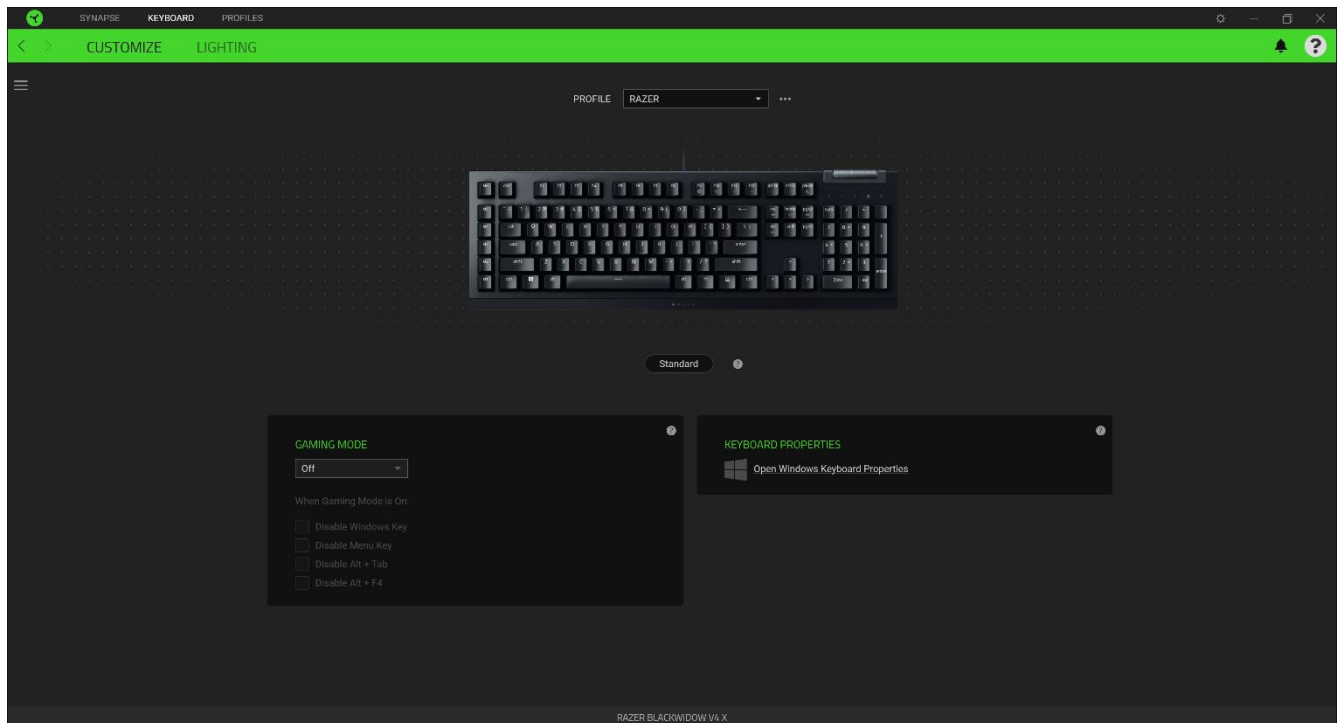 SYNAPSE KEYBOARD PROFILES
CUSTOMIZE LIGHTING
PROFILE RAZER
Standard
GAMING MODE
Off
When Gaming Mode is On:
Disable Windows Key
Disable Menu Key
Disable Alt + Tab
Disable Alt + F4
KEYBOARD PROPERTIES
Open Windows Keyboard Properties
RAZER BLACKWIDOW V4 X